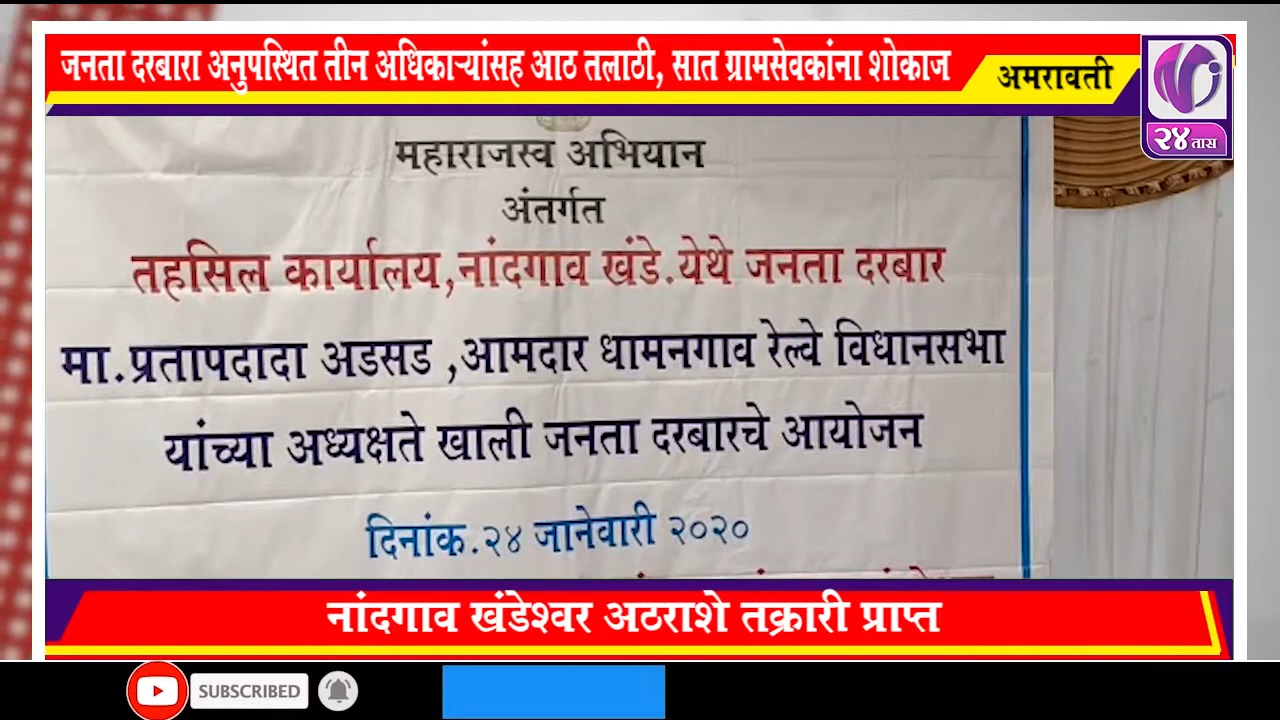 जनता दरबारा अनुपस्थित तीन अधिकाऱ्यांसह आठ तलाठी, सात ग्रामसेवकांना शोकाज
अमरावती
२४ तास
महाराजस्व अभियान
अंतर्गत
तहसिल कार्यालय,नांदगाव खंडे.येथे जनता दरबार
मा.प्रतापदादा अडसड ,आमदार धामनगाव रेल्वे विधानसभा
यांच्या अध्यक्षते खाली जनता दरबारचे आयोजन
दिनांक.२४ जानेवारी २०२०
नांदगाव खंडेश्वर अठराशे तक्रारी प्राप्त
SUBSCRIBED